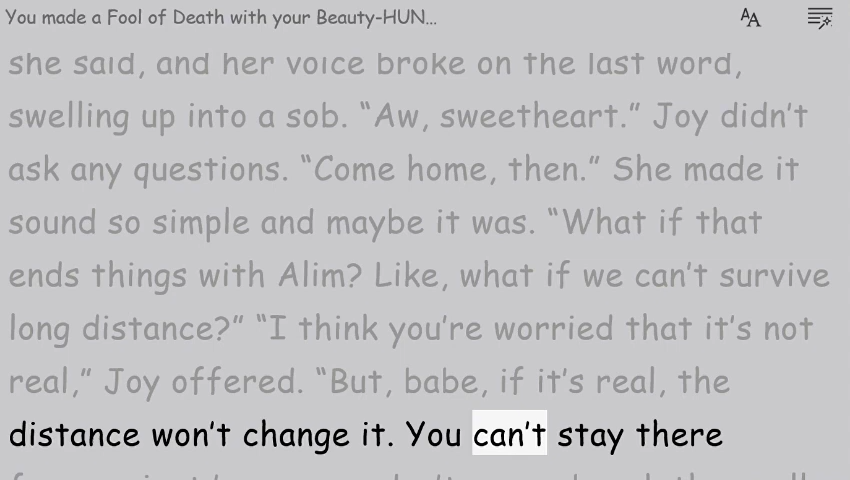 You made a Fool of Death with your Beauty-HUN...
she said, and her voice broke on the last word,
swelling up into a sob. “Aw, sweetheart.” Joy didn’t
ask any questions. “Come home, then.” She made it
sound so simple and maybe it was. “What if that
ends things with Alim? Like, what if we can’t survive
long distance?” “I think you’re worried that it’s not
real,” Joy offered. “But, babe, if it’s real, the
distance won’t change it. You can’t stay there